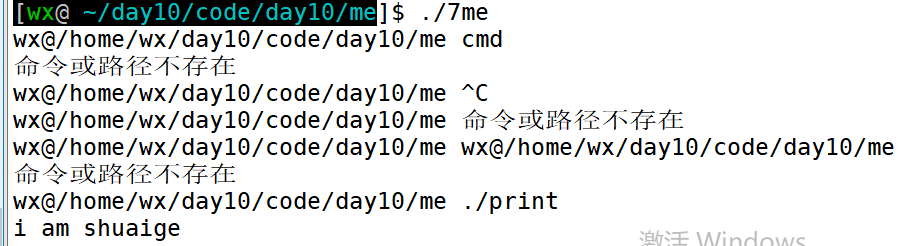 [wx@ ~/day10/code/day10/me]$ ./7me
wx@/home/wx/day10/code/day10/me cmd
命令或路径不存在
wx@/home/wx/day10/code/day10/me ^C
wx@/home/wx/day10/code/day10/me 命令或路径不存在
wx@/home/wx/day10/code/day10/me wx@/home/wx/day10/code/day10/me
命令或路径不存在
wx@/home/wx/day10/code/day10/me ./print
i am shuaige
激活 Windows